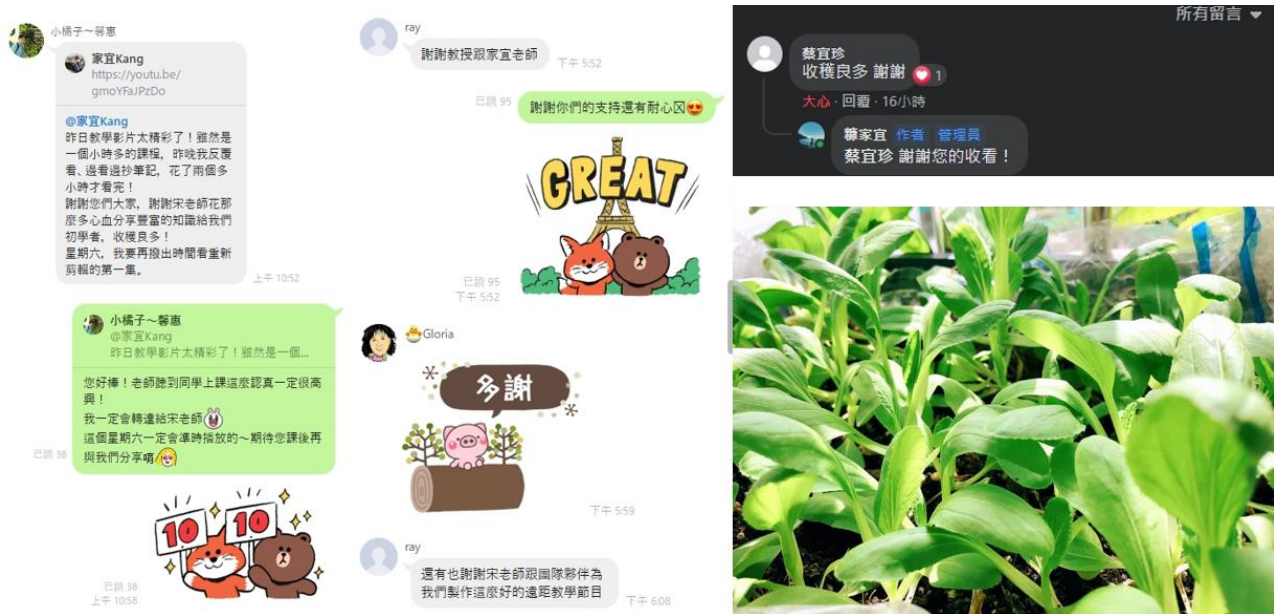 小橘子～馨惠
家宜Kang
https://youtu.be/
gmoYFaJPzDo
@家宜Kang
昨日教學影片太精彩了！雖然是
一個小時多的課程，昨晚我反覆
看、邊看邊抄筆記，花了兩個多
小時才看完！
謝謝您們大家，謝謝宋老師花那
麼多心血分享豐富的知識給我們
初學者，收穫良多！
星期六，我要再撥出時間看重新
剪輯的第一集。
上午 10:52
小橘子～馨惠
@家宜Kang
昨日教學影片太精彩了！雖然是一個...
您好棒！老師聽到同學上課這麼認真一定很高
興！
我一定會轉達給宋老師
這個星期六一定會準時播放的～期待您課後再
與我們分享唷
已讀 38
10 10
已讀 38
上午 10:58
ray
謝謝教授跟家宜老師
下午 5:52
已讀 95
謝謝你們的支持還有耐心
GREAT
已讀 95
下午 5:52
Gloria
多謝
下午 5:59
ray
還有也謝謝宋老師跟團隊夥伴為
我們製作這麼好的遠距教學節目
下午 6:08
所有留言
蔡宜珍
收穫良多 謝謝
1
大心 · 回覆 · 16小時
糠家宜 作者 管理員
蔡宜珍 謝謝您的收看！